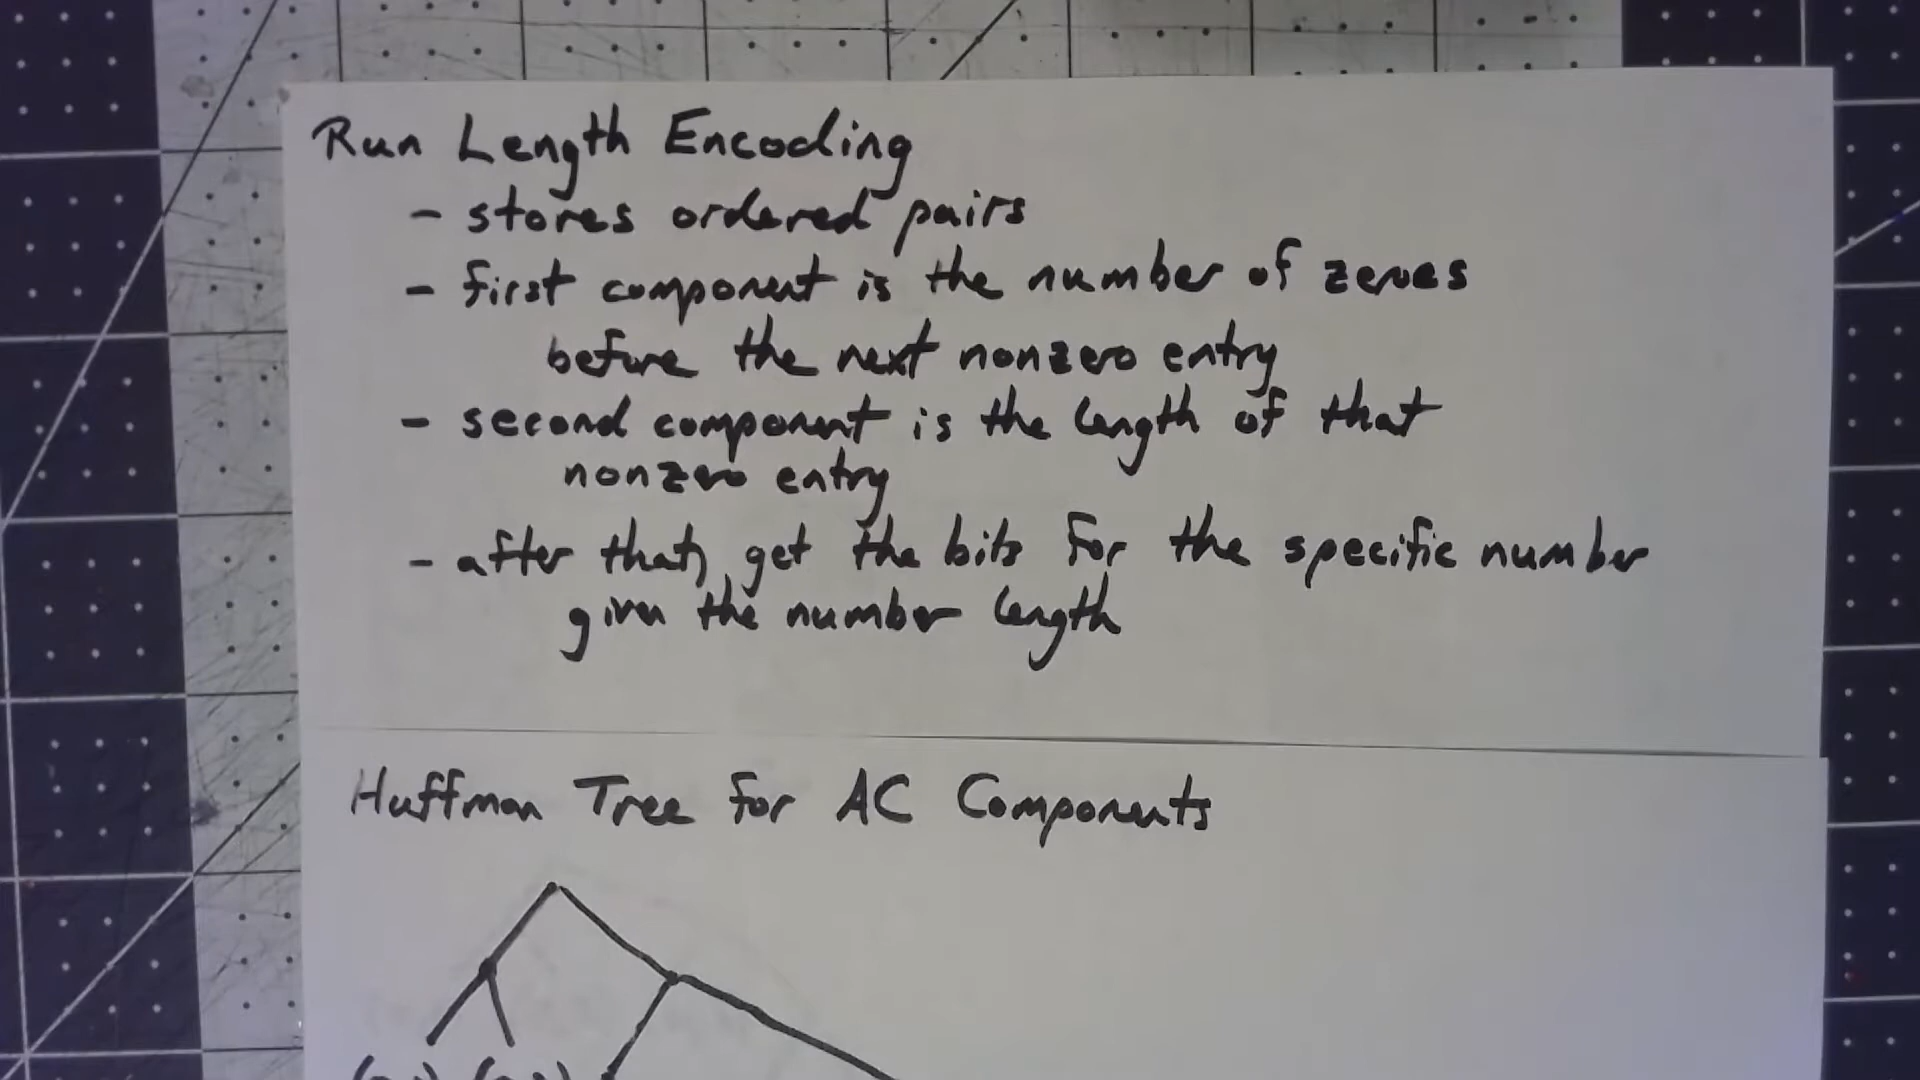 Run Length Encoding
- stores ordered pairs
- first component is the number of zeroes
before the next nonzero entry
- second component is the length of that
nonzero entry
- after that, get the bits for the specific number
given the number length
Huffman Tree for AC Components